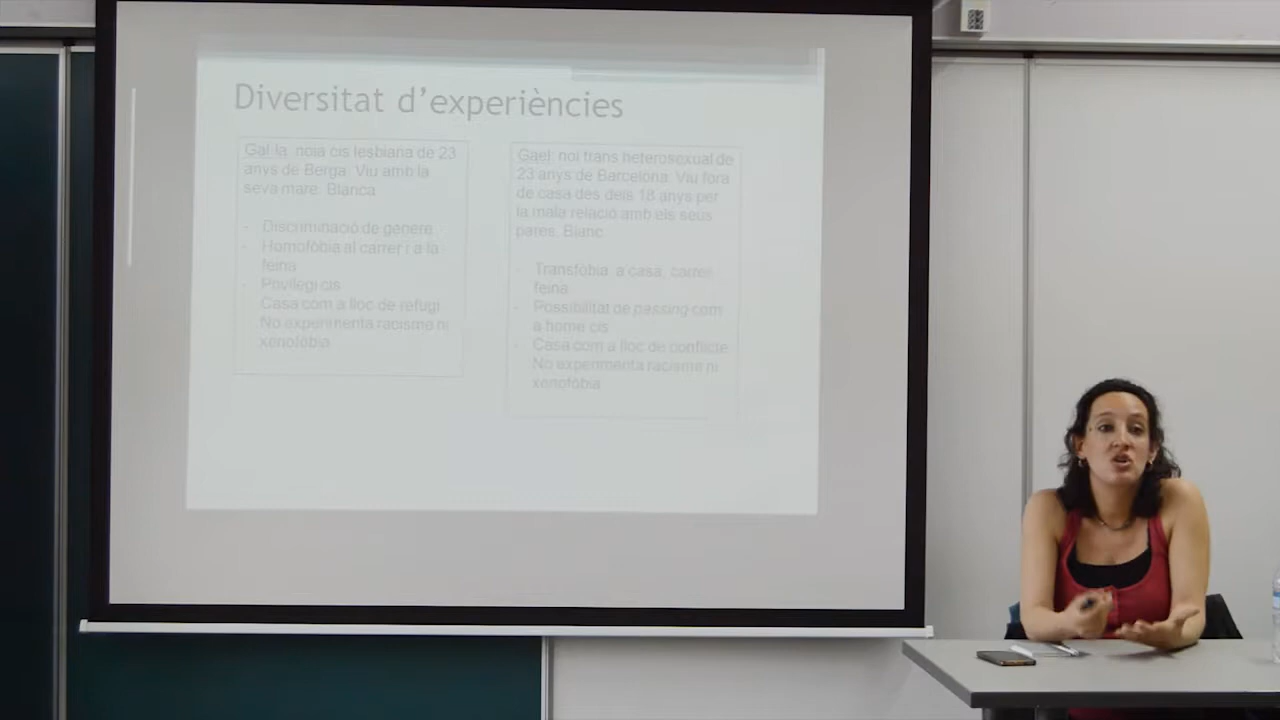 Diversitat d'experiències
Gal·la: noia cis lesbiana de 23
anys de Berga. Viu amb la
seva mare. Blanca
- Discriminació de genere
- Homofòbia al carrer i a la
feina
- Privilegi cis
Casa com a lloc de refugi
No experimenta racisme ni
xenofòbia
Gael: noi trans heterosexual de
23 anys de Barcelona. Viu fora
de casa des dels 18 anys per
la mala relació amb els seus
pares. Blanc.
- Transfòbia a casa, carrer
feina
- Possibilitat de passing com
a home cis
- Casa com a lloc de conflicte
No experimenta racisme ni
xenofòbia